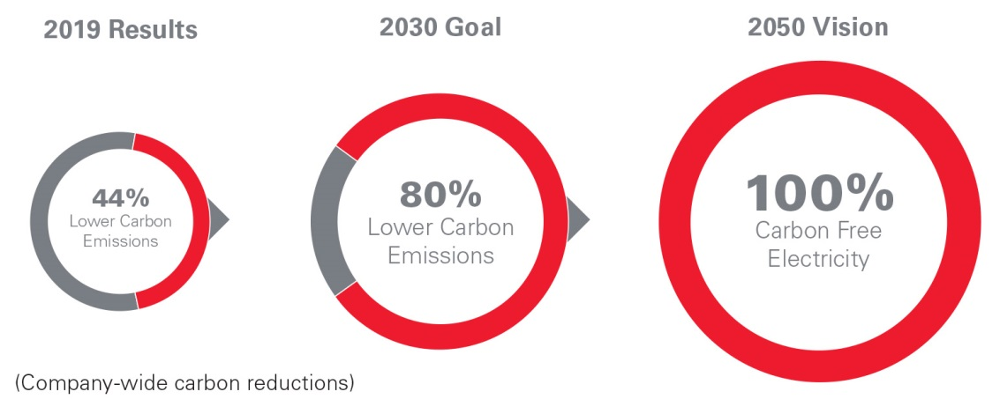 2019 Results
44%
Lower Carbon
Emissions
2030 Goal
80%
Lower Carbon
Emissions
2050 Vision
100%
Carbon Free
Electricity
(Company-wide carbon reductions)